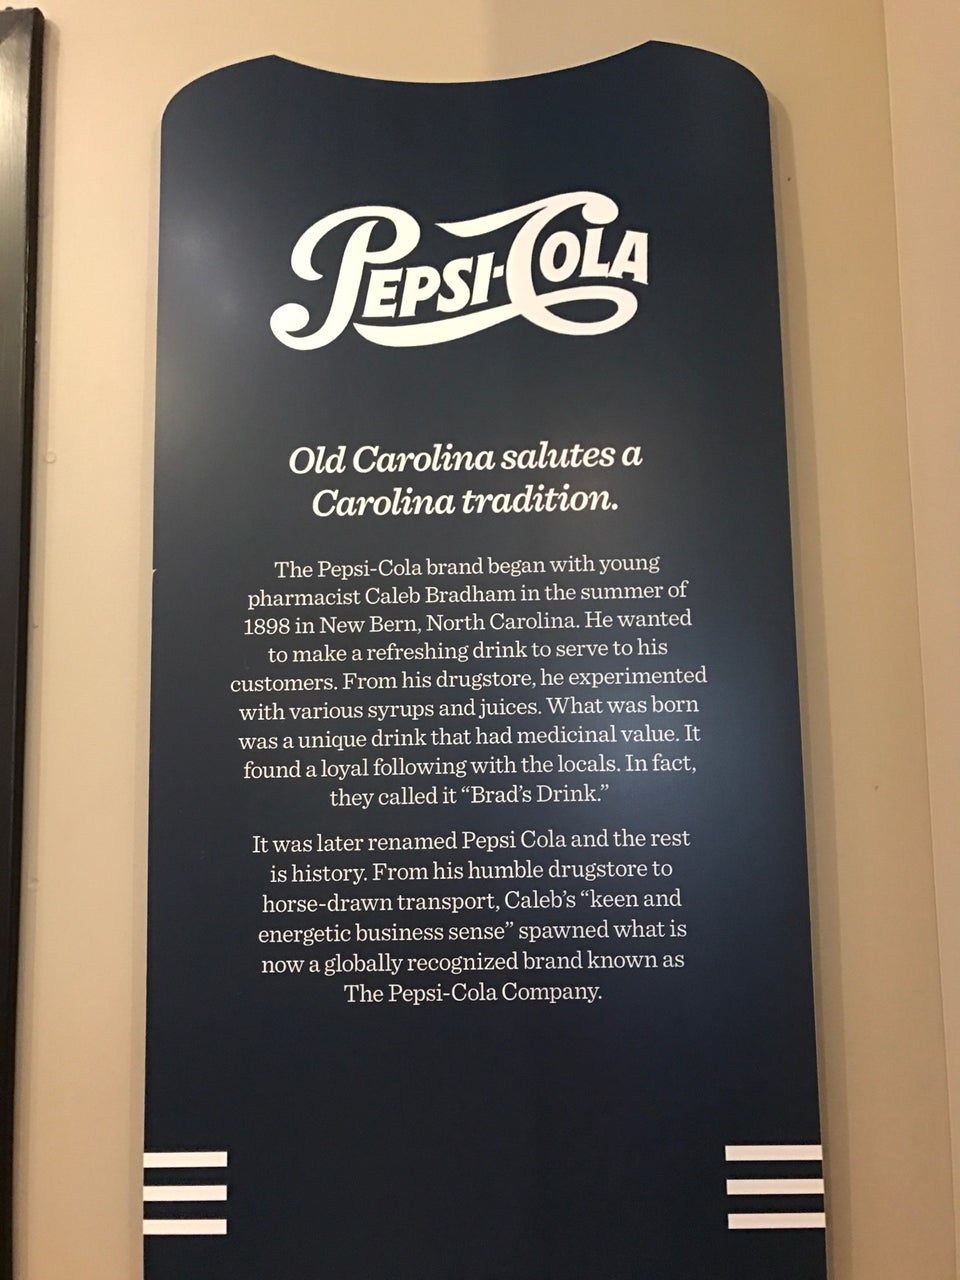 PEPSI-COLA
Old Carolina salutes a
Carolina tradition.
The Pepsi-Cola brand began with young
pharmacist Caleb Bradham in the summer of
1898 in New Bern, North Carolina. He wanted
to make a refreshing drink to serve to his
customers. From his drugstore, he experimented
with various syrups and juices. What was born
was a unique drink that had medicinal value. It
found a loyal following with the locals. In fact,
they called it “Brad’s Drink.”
It was later renamed Pepsi Cola and the rest
is history. From his humble drugstore to
horse-drawn transport, Caleb’s “keen and
energetic business sense” spawned what is
now a globally recognized brand known as
The Pepsi-Cola Company.